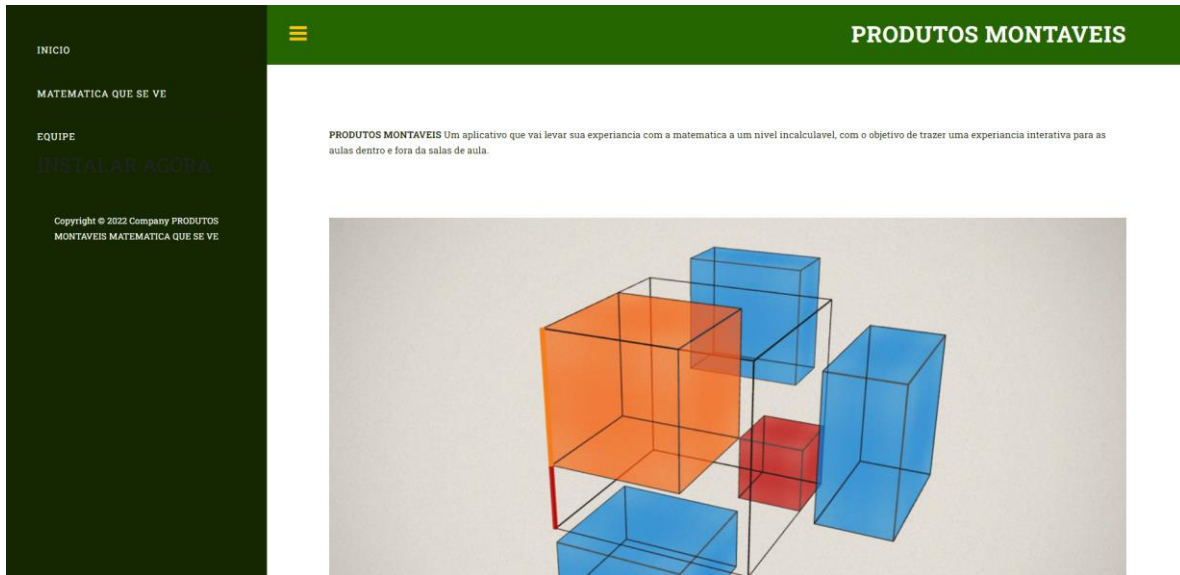 INICIO
MATEMATICA QUE SE VE
EQUIPE
INSTALAR AGORA
Copyright © 2022 Company PRODUTOS
MONTAVEIS MATEMATICA QUE SE VE
PRODUTOS MONTAVEIS
PRODUTOS MONTAVEIS Um aplicativo que vai levar sua experiancia com a matematica a um nivel incalculavel, com o objetivo de trazer uma experiancia interativa para as
aulas dentro e fora da salas de aula.